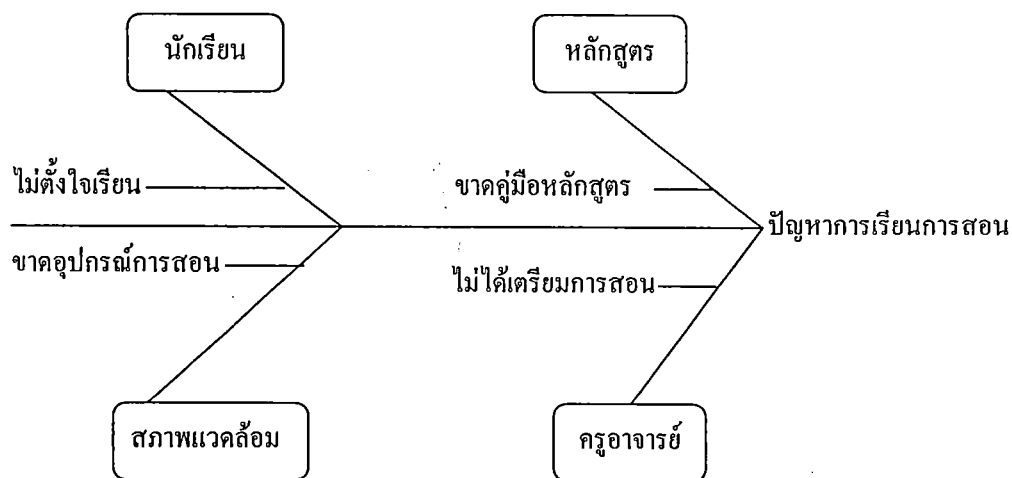 นักเรียน
หลักสูตร
ไม่ตั้งใจเรียน
ขาดคู่มือหลักสูตร
ปัญหาการเรียนการสอน
ขาดอุปกรณ์การสอน
ไม่ได้เตรียมการสอน
สภาพแวดล้อม
ครูอาจารย์